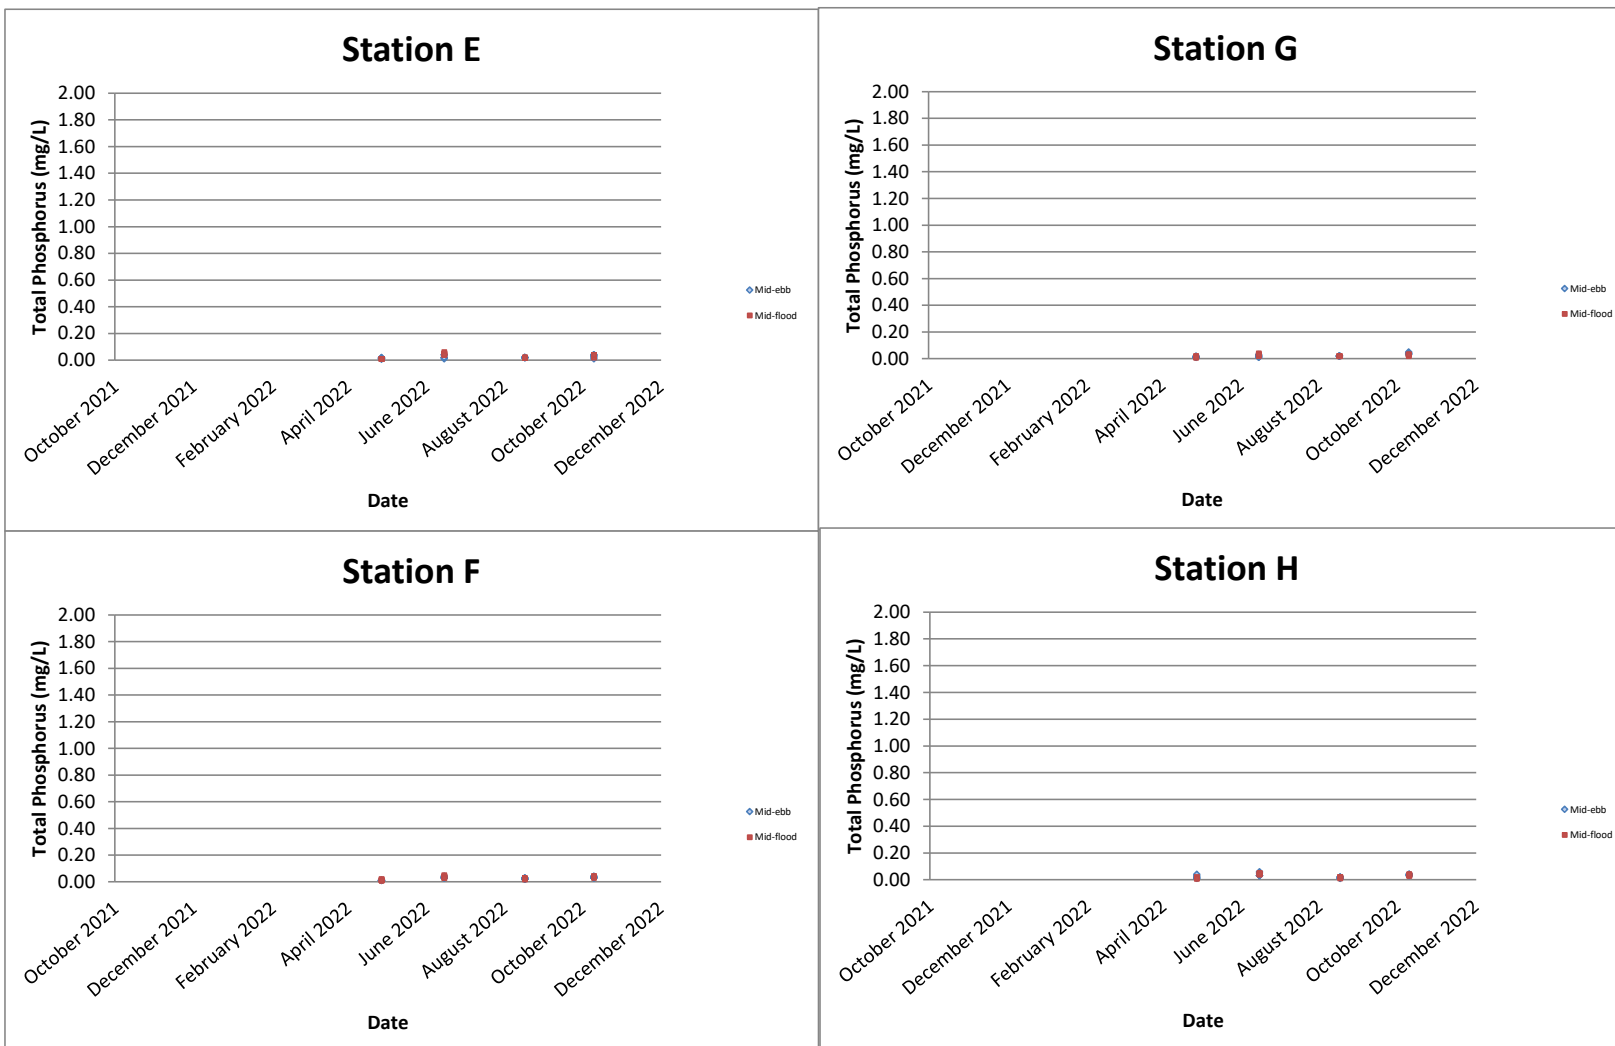 Station E
Total Phosphorus (mg/L)
2.00
1.80
1.60
1.40
1.20
1.00
0.80
0.60
0.40
0.20
0.00
October 2021
December 2021
February 2022
April 2022
June 2022
August 2022
October 2022
December 2022
Date
Mid-ebb
Mid-flood
Station G
Total Phosphorus (mg/L)
2.00
1.80
1.60
1.40
1.20
1.00
0.80
0.60
0.40
0.20
0.00
October 2021
December 2021
February 2022
April 2022
June 2022
August 2022
October 2022
December 2022
Date
Mid-ebb
Mid-flood
Station F
Total Phosphorus (mg/L)
2.00
1.80
1.60
1.40
1.20
1.00
0.80
0.60
0.40
0.20
0.00
October 2021
December 2021
February 2022
April 2022
June 2022
August 2022
October 2022
December 2022
Date
Mid-ebb
Mid-flood
Station H
Total Phosphorus (mg/L)
2.00
1.80
1.60
1.40
1.20
1.00
0.80
0.60
0.40
0.20
0.00
October 2021
December 2021
February 2022
April 2022
June 2022
August 2022
October 2022
December 2022
Date
Mid-ebb
Mid-flood